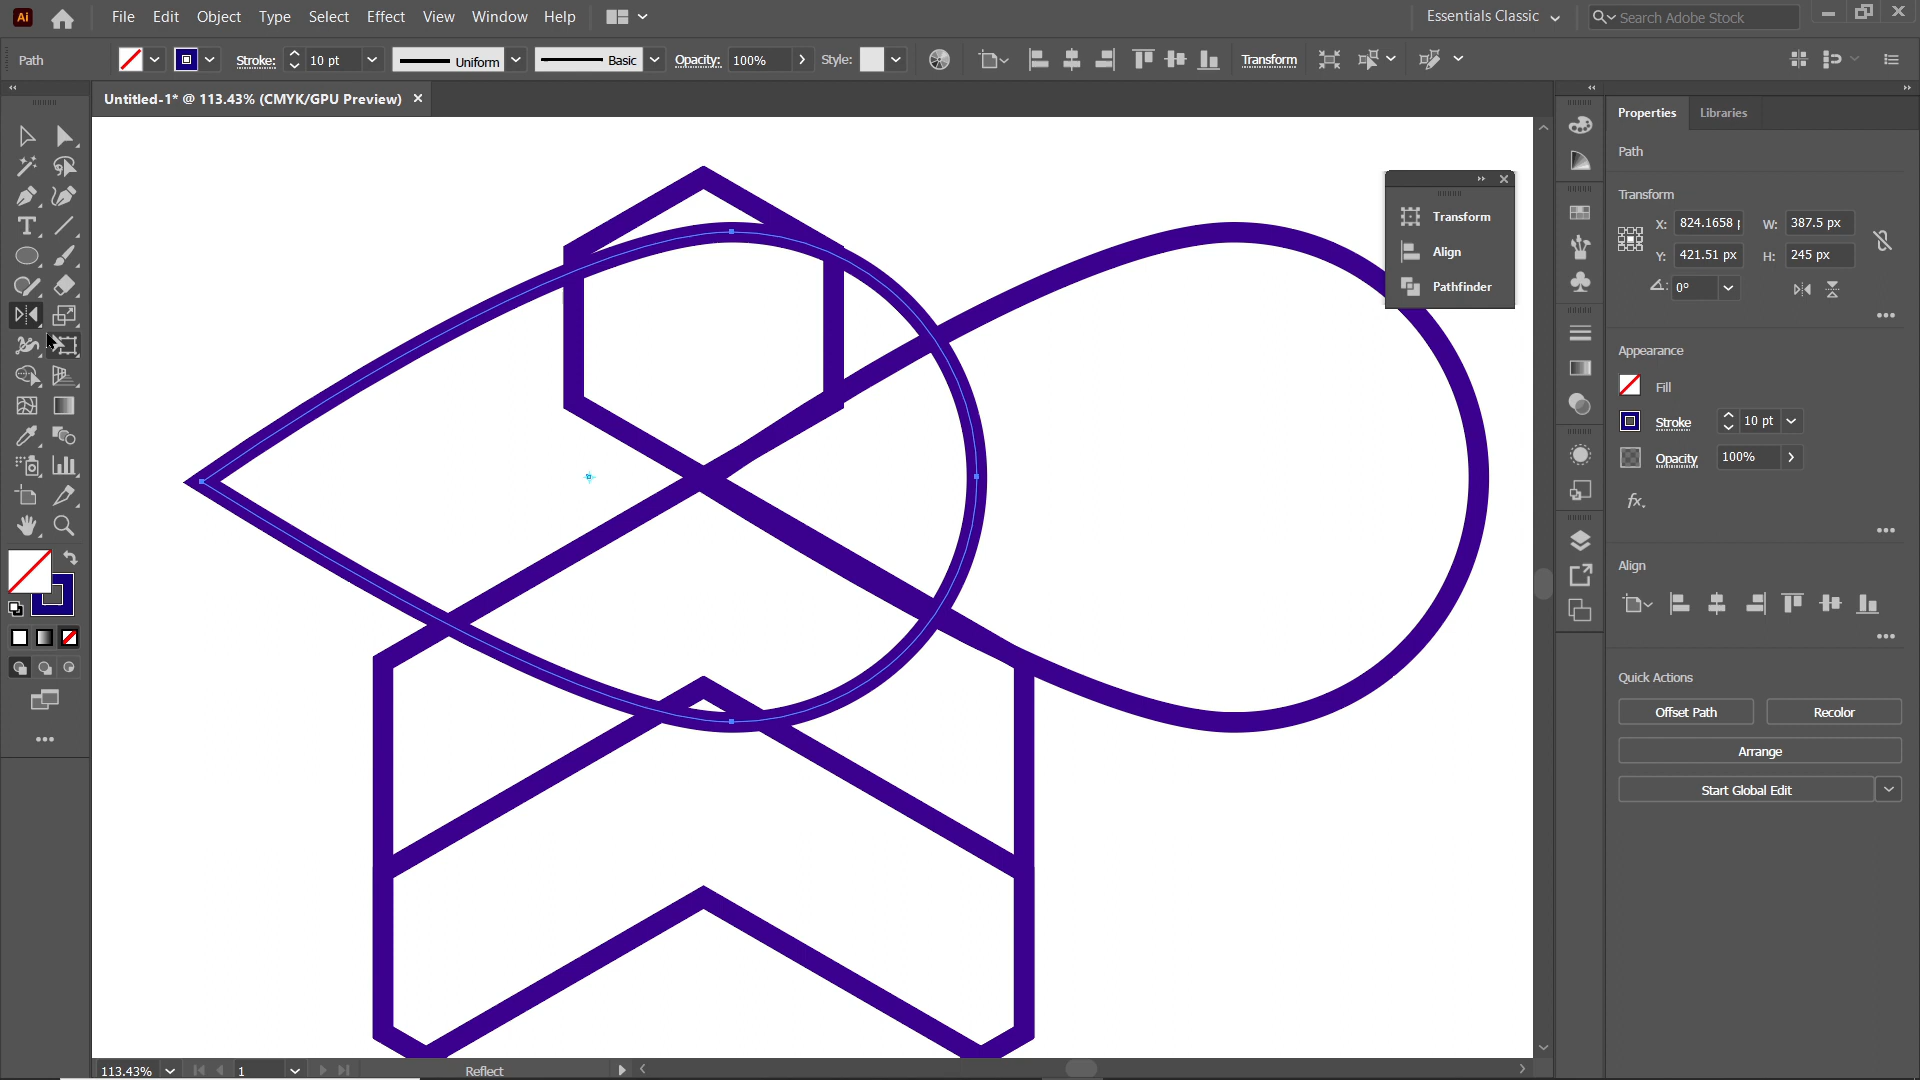 Ai File Edit Object Type Select Effect View Window Help Essentials Classic Search Adobe Stock
Path Stroke: 10 pt Uniform Basic Opacity: 100% Style: Transform
Untitled-1* @ 113.43% (CMYK/GPU Preview)
Properties Libraries
Path
Transform
X: 824.1658 W: 387.5 px
Y: 421.51 px H: 245 px
0°
Transform
Align
Pathfinder
Appearance
Fill
Stroke 10 pt
Opacity 100%
fx
Align
Quick Actions
Offset Path Recolor
Arrange
Start Global Edit
113.43% 1 Reflect